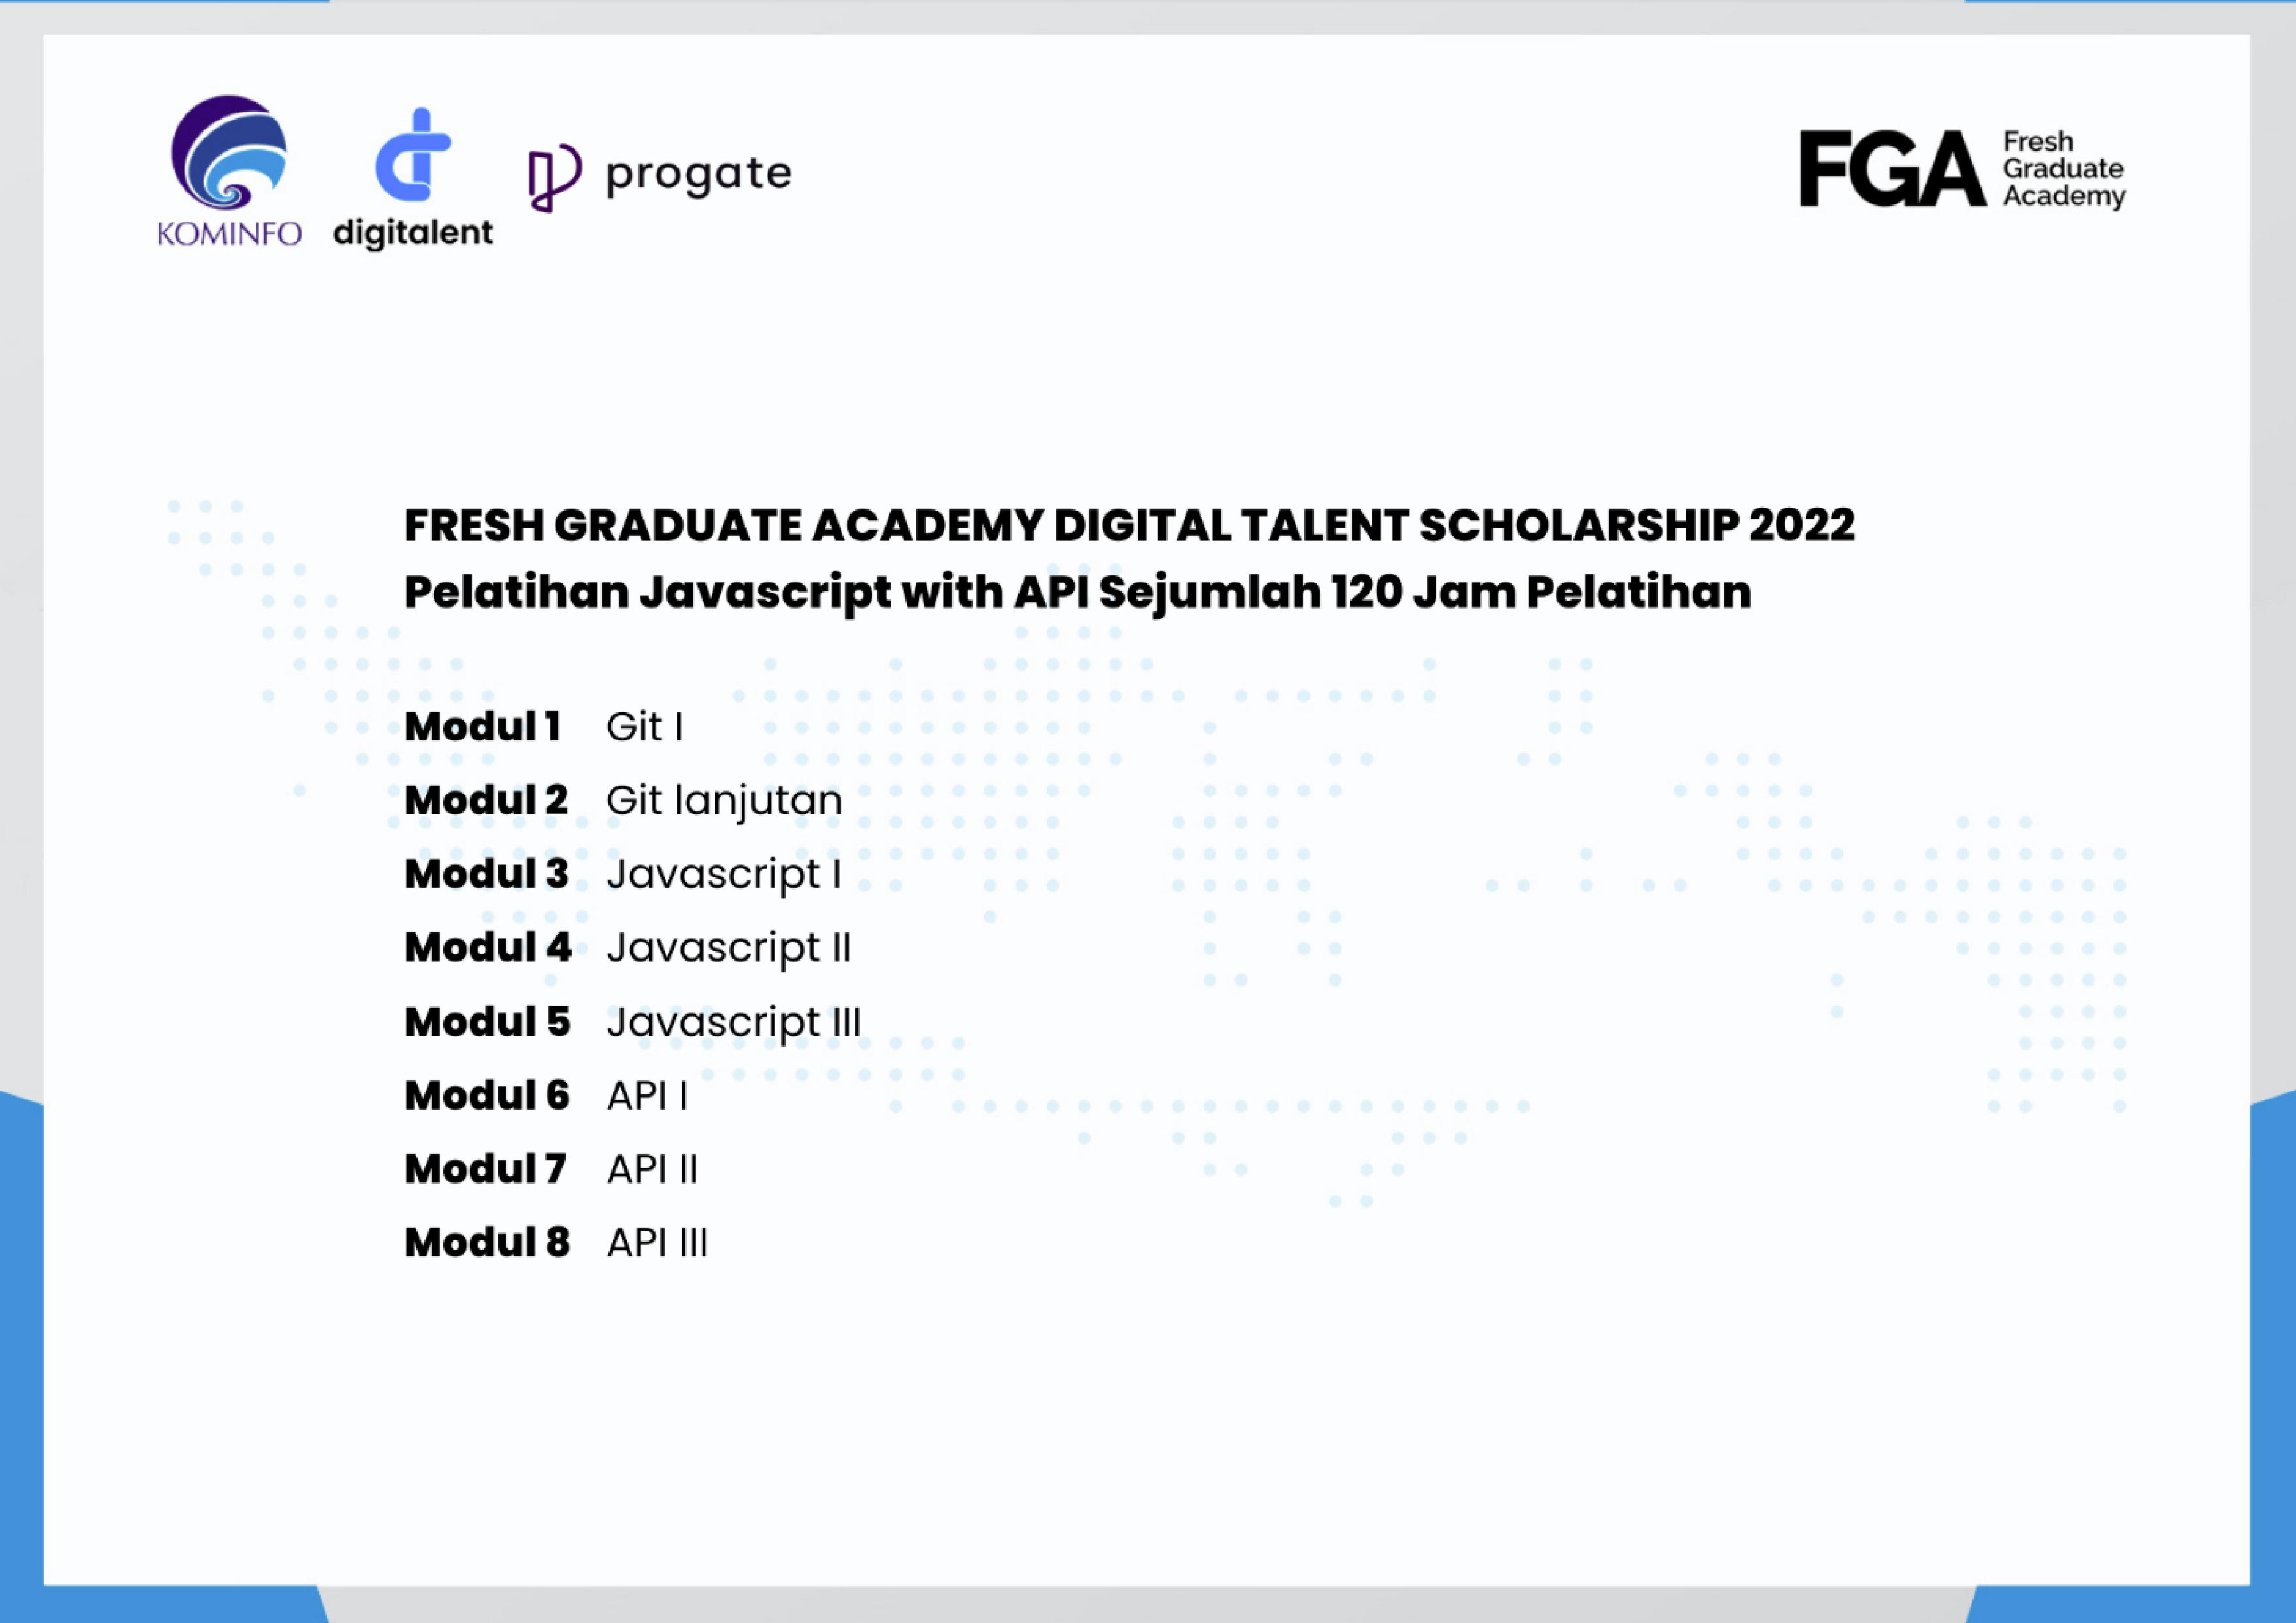 KOMINFO
digitalent
progate
FGA
Fresh
Graduate
Academy
FRESH GRADUATE ACADEMY DIGITAL TALENT SCHOLARSHIP 2022
Pelatihan Javascript with API Sejumlah 120 Jam Pelatihan
Modul 1 Git I
Modul 2 Git lanjutan
Modul 3 Javascript I
Modul 4 Javascript II
Modul 5 Javascript III
Modul 6 API I
Modul 7 API II
Modul 8 API III